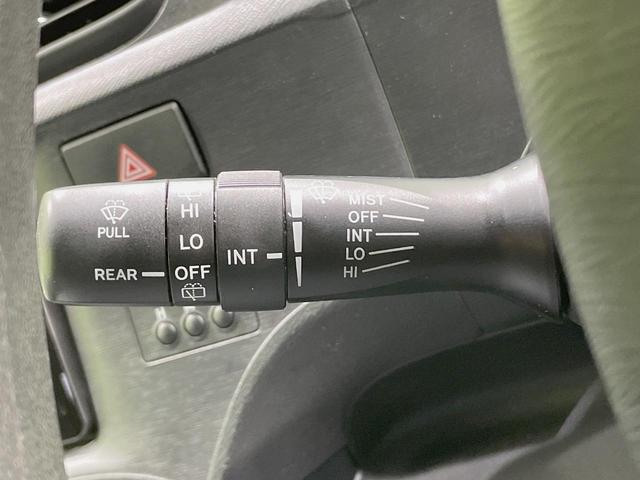 PULL
REAR
HI
LO
OFF
INT
MIST
OFF
INT
LO
HI